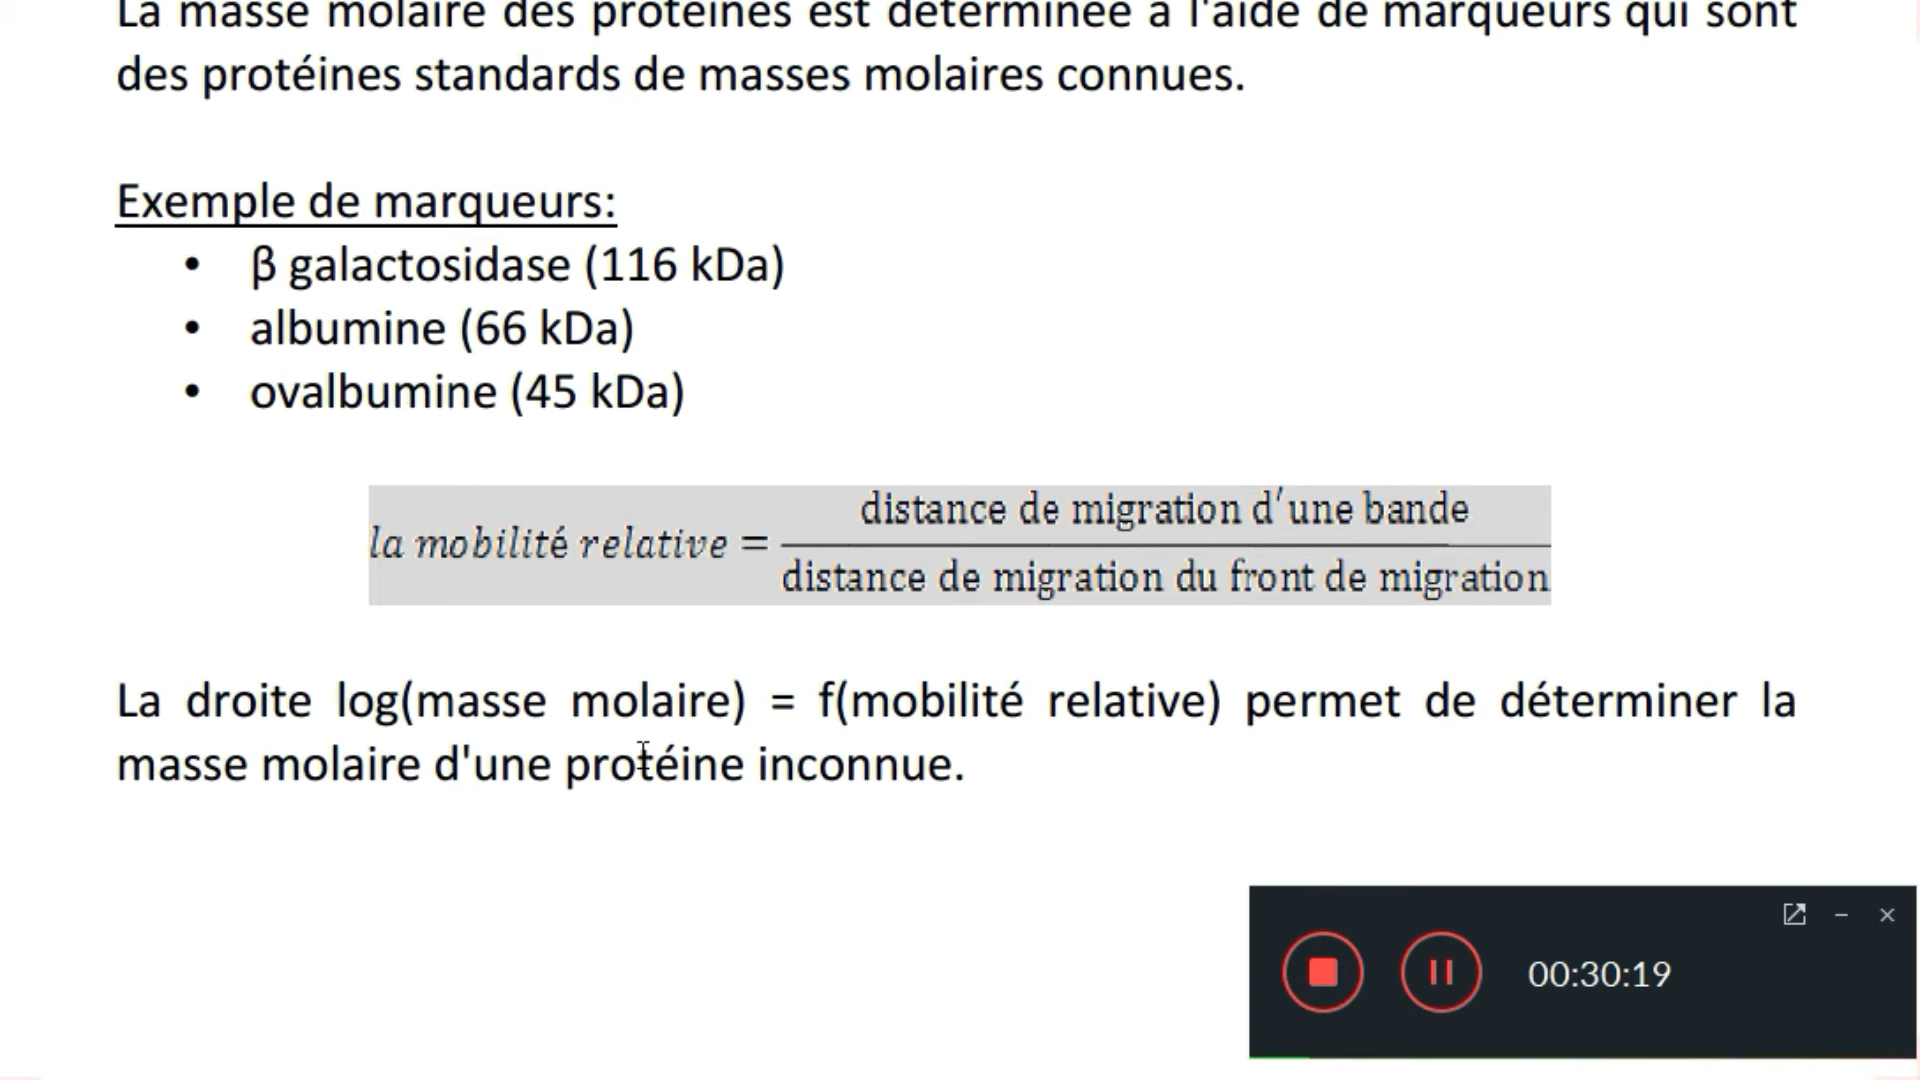 La masse molaire des protéines est déterminée à l'aide de marqueurs qui sont
des protéines standards de masses molaires connues.
Exemple de marqueurs:
• β galactosidase (116 kDa)
• albumine (66 kDa)
• ovalbumine (45 kDa)
la mobilité relative = distance de migration d'une bande
distance de migration du front de migration
La droite log(masse molaire) = f(mobilité relative) permet de déterminer la
masse molaire d'une protéine inconnue.
00:30:19